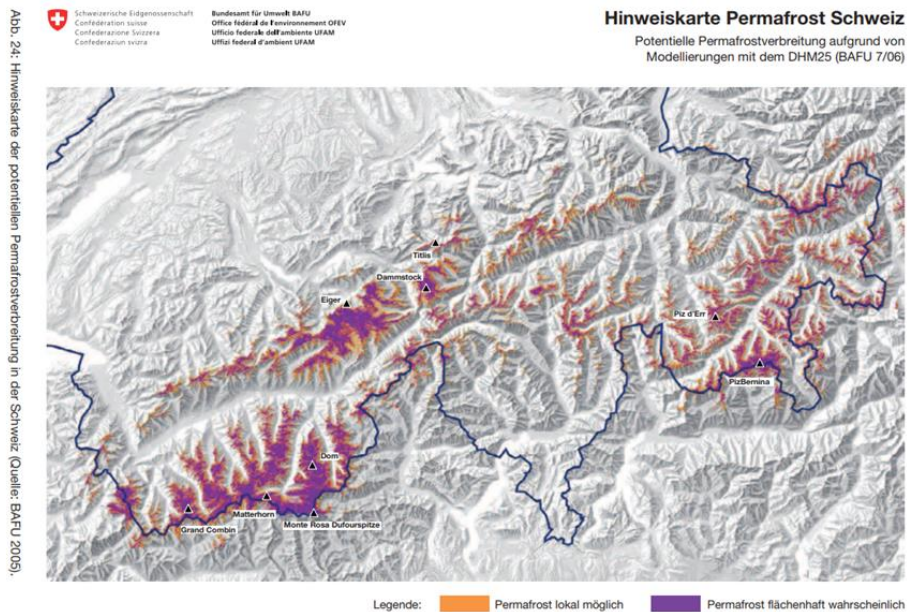 Schweizerische Eidgenossenschaft
Confédération suisse
Confederazione Svizzera
Confederaziun svizra
Bundesamt für Umwelt BAFU
Office fédéral de l'environnement OFEV
Ufficio federale dell'ambiente UFAM
Uffizi federal d'ambient UFAM
Hinweiskarte Permafrost Schweiz
Potentielle Permafrostverbreitung aufgrund von
Modellierungen mit dem DHM25 (BAFU 7/06)
Abb. 24: Hinweiskarte der potentiellen Permafrostverbreitung in der Schweiz (Quelle: BAFU 2005).
Titlis
Dammstock
Eiger
Piz d'Err
PizBernina
Dom
Matterhorn
Grand Combin
Monte Rosa Dufourspitze
Legende:
Permafrost lokal möglich
Permafrost flächenhaft wahrscheinlich